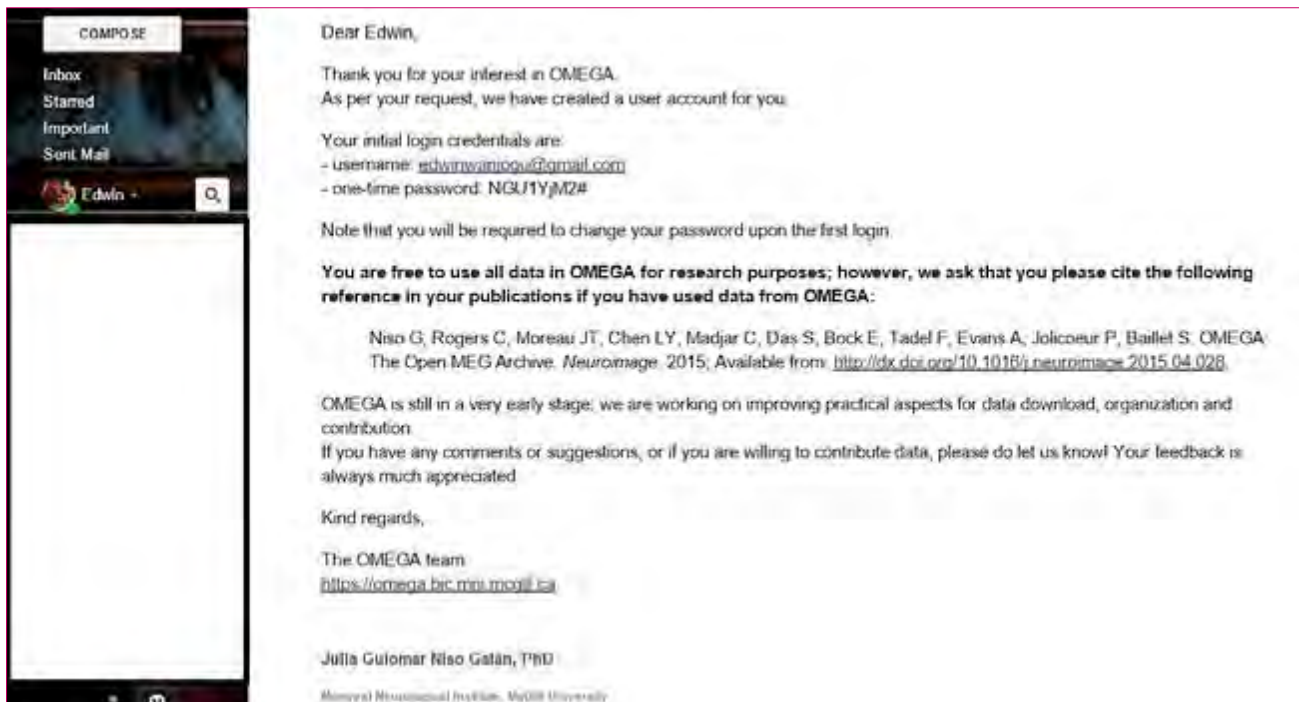 COMPOSE
Inbox
Starred
Important
Sent Mail
Edwin
Dear Edwin,
Thank you for your interest in OMEGA.
As per your request, we have created a user account for you.
Your initial login credentials are:
- username: edwinwanjogu@gmail.com
- one-time password: NGU1YjM2#
Note that you will be required to change your password upon the first login.
You are free to use all data in OMEGA for research purposes; however, we ask that you please cite the following
reference in your publications if you have used data from OMEGA:
Niso G, Rogers C, Moreau JT, Chen LY, Madjar C, Das S, Bock E, Tadel F, Evans A, Jolicoeur P, Baillet S. OMEGA:
The Open MEG Archive. Neuroimage. 2015; Available from: http://dx.doi.org/10.1016/j.neuroimage.2015.04.028.
OMEGA is still in a very early stage: we are working on improving practical aspects for data download, organization and
contribution.
If you have any comments or suggestions, or if you are willing to contribute data, please do let us know! Your feedback is
always much appreciated.
Kind regards,
The OMEGA team
https://omega.bic.mni.mcgill.ca
Julia Guiomar Niso Galán, PhD
Montreal Neurological Institute, McGill University